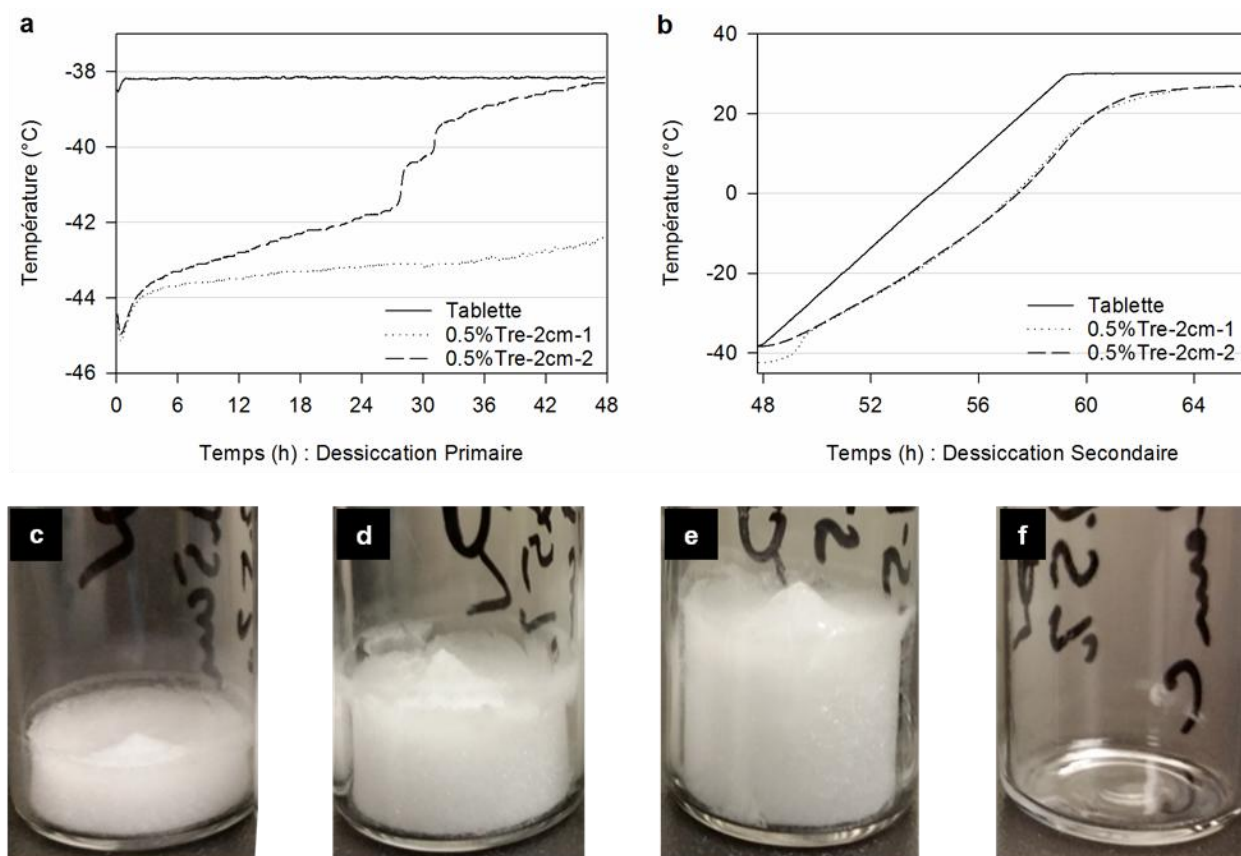 a
-38
-40
-42
-44
-46
Température (°C)
Tablette
0.5%Tre-2cm-1
0.5%Tre-2cm-2
0 6 12 18 24 30 36 42 48
Temps (h) : Dessiccation Primaire
b
40
20
0
-20
-40
Température (°C)
Tablette
0.5%Tre-2cm-1
0.5%Tre-2cm-2
48 52 56 60 64
Temps (h) : Dessiccation Secondaire
c
d
e
f